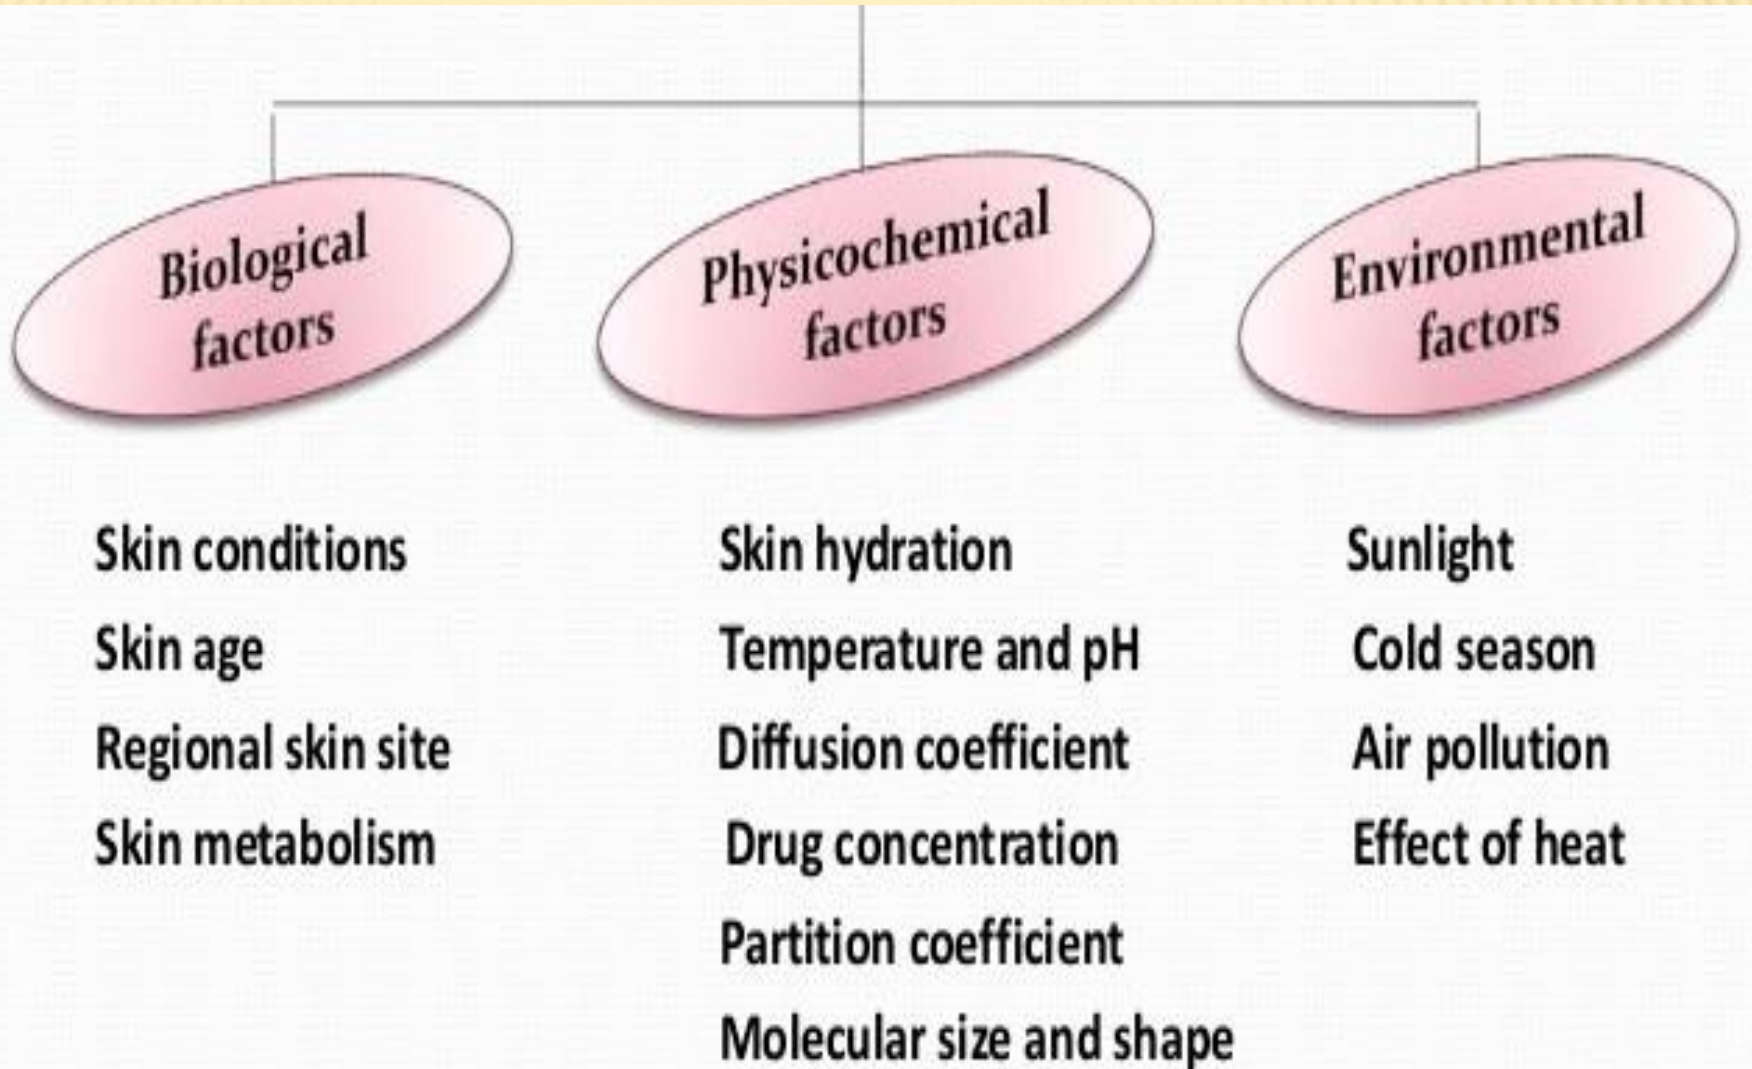 Biological
factors
Physicochemical
factors
Environmental
factors
Skin conditions
Skin age
Regional skin site
Skin metabolism
Skin hydration
Temperature and pH
Diffusion coefficient
Drug concentration
Partition coefficient
Molecular size and shape
Sunlight
Cold season
Air pollution
Effect of heat